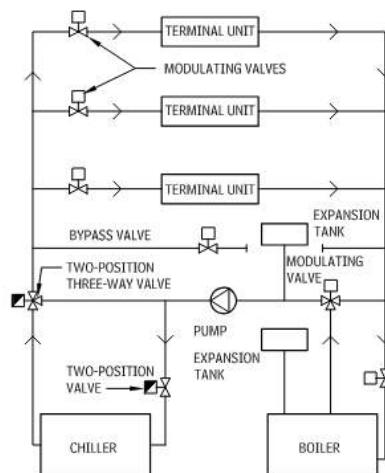 TERMINAL UNIT
MODULATING VALVES
TERMINAL UNIT
TERMINAL UNIT
EXPANSION
TANK
BYPASS VALVE
MODULATING
VALVE
TWO-POSITION
THREE-WAY VALVE
PUMP
EXPANSION
TANK
TWO-POSITION
VALVE
CHILLER
BOILER